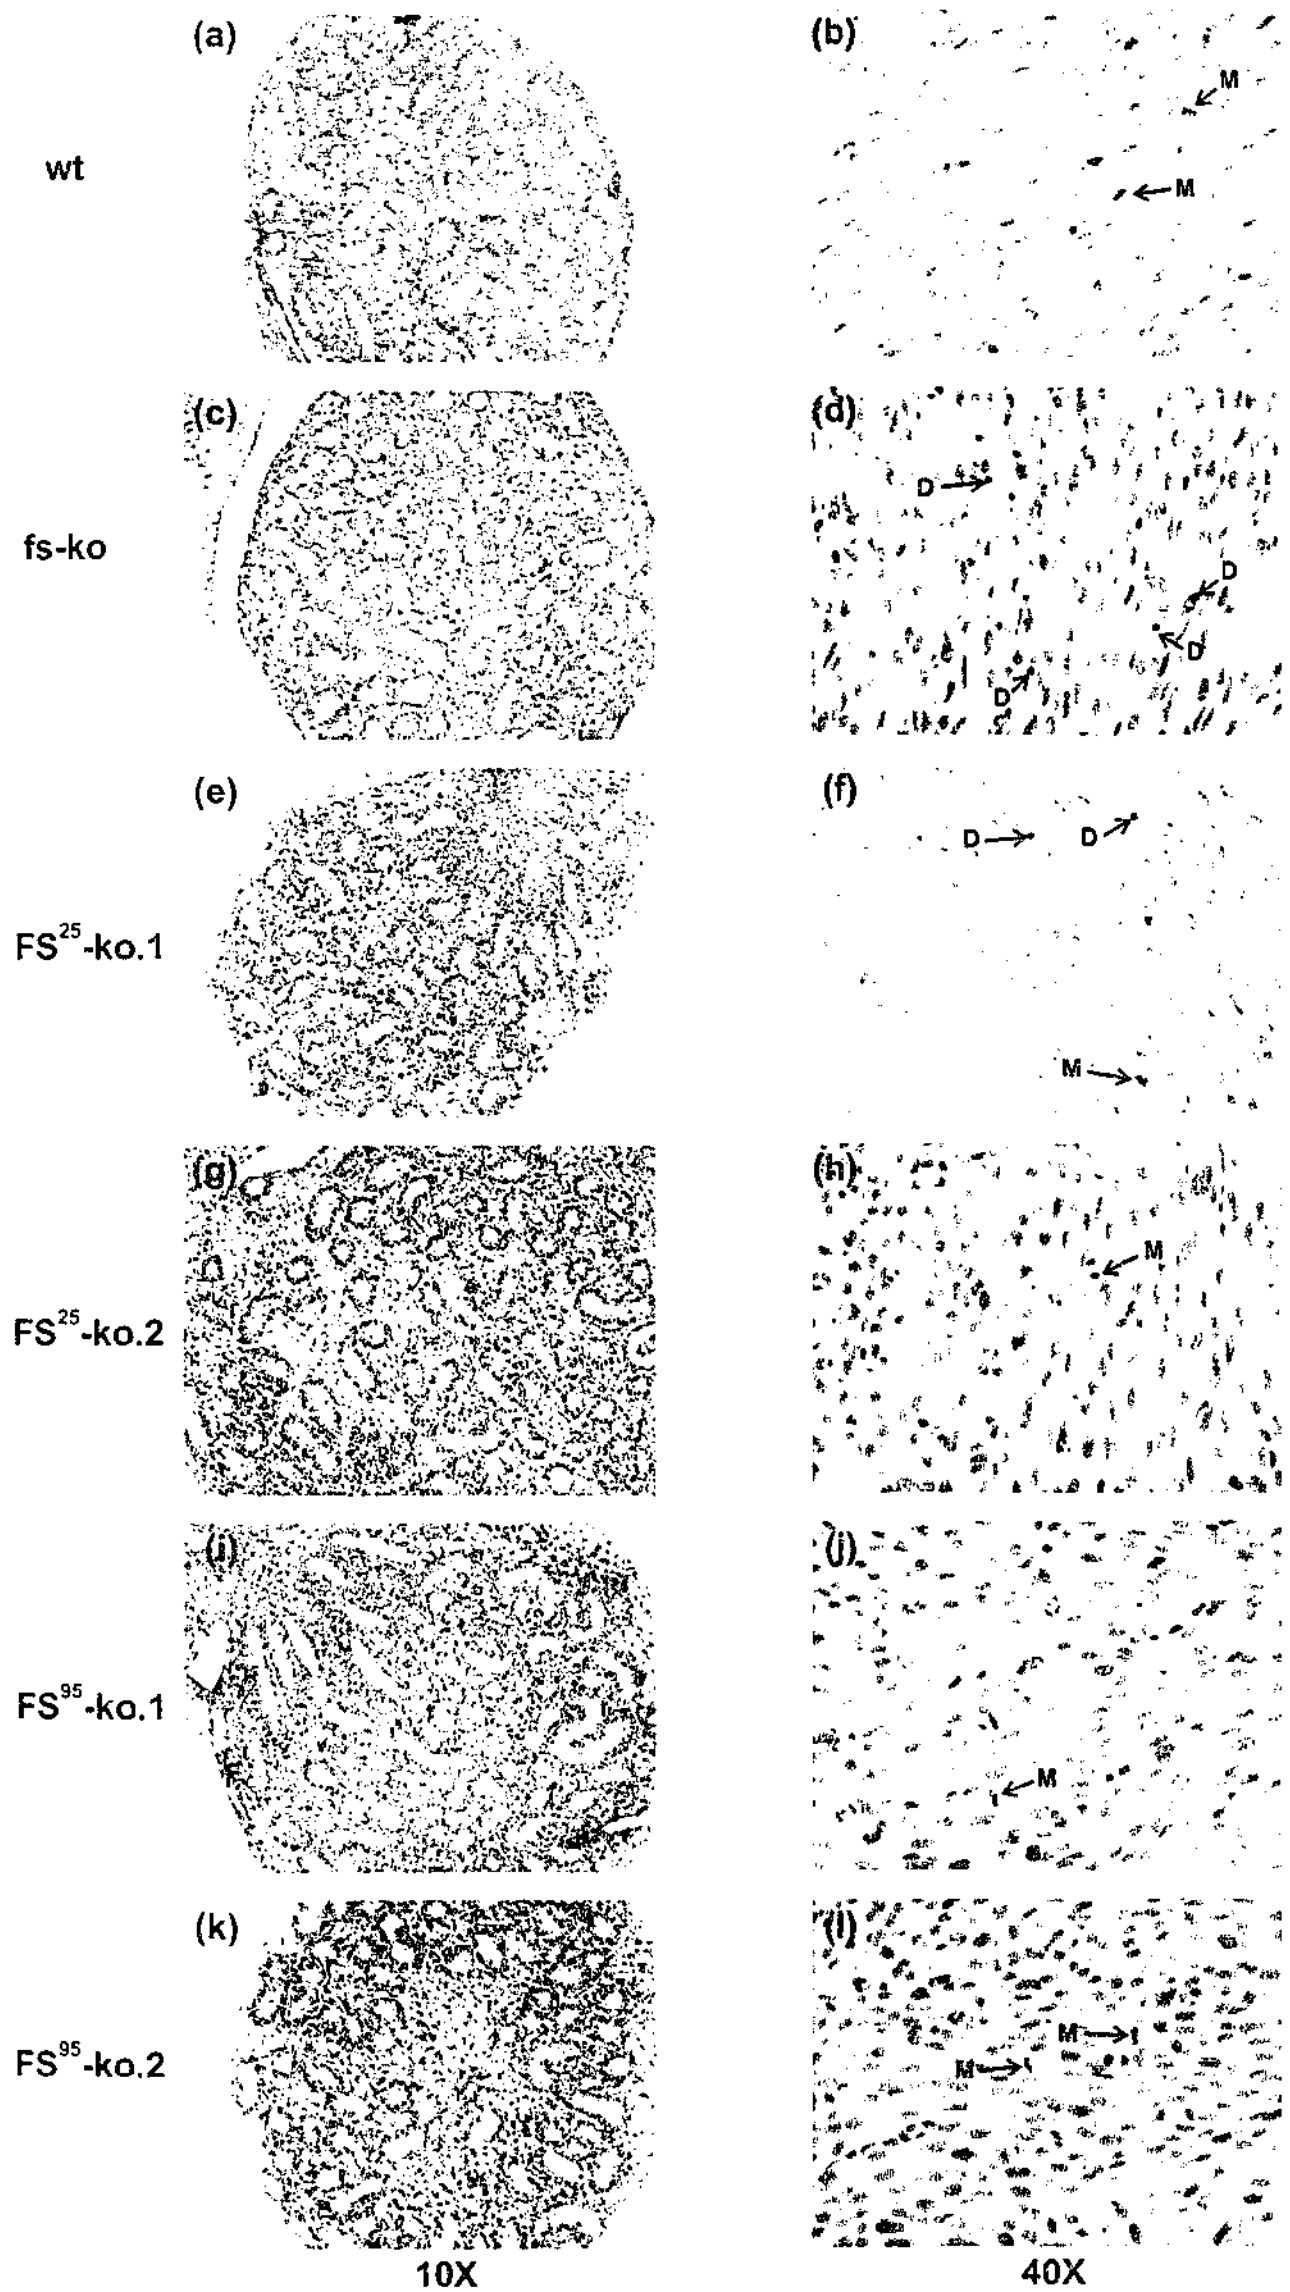 (a)
(b)
M
wt
M
(c)
(d)
D
fs-ko
D
D
D
(e)
(f)
D
D
FS²⁵-ko.1
M
(g)
(h)
M
FS²⁵-ko.2
(i)
(j)
FS⁹⁵-ko.1
M
(k)
(l)
M
M
FS⁹⁵-ko.2
10X
40X